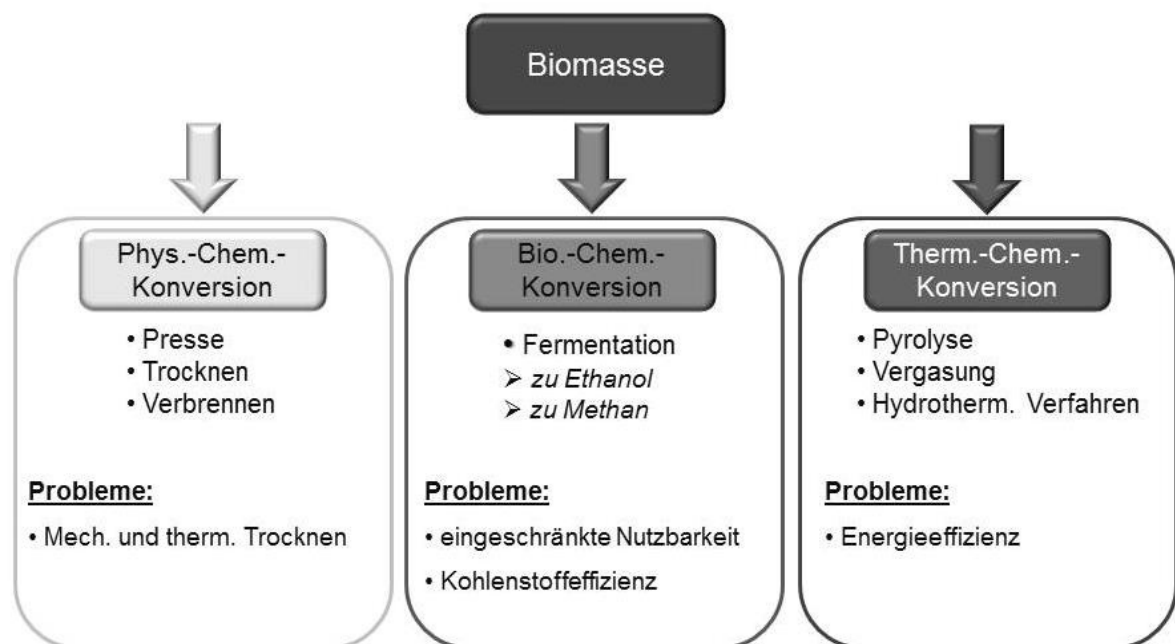 Biomasse
Phys.-Chem.-
Konversion
• Presse
• Trocknen
• Verbrennen
Probleme:
• Mech. und therm. Trocknen
Bio.-Chem.-
Konversion
• Fermentation
➢ zu Ethanol
➢ zu Methan
Probleme:
• eingeschränkte Nutzbarkeit
• Kohlenstoffeffizienz
Therm.-Chem.-
Konversion
• Pyrolyse
• Vergasung
• Hydrotherm. Verfahren
Probleme:
• Energieeffizienz